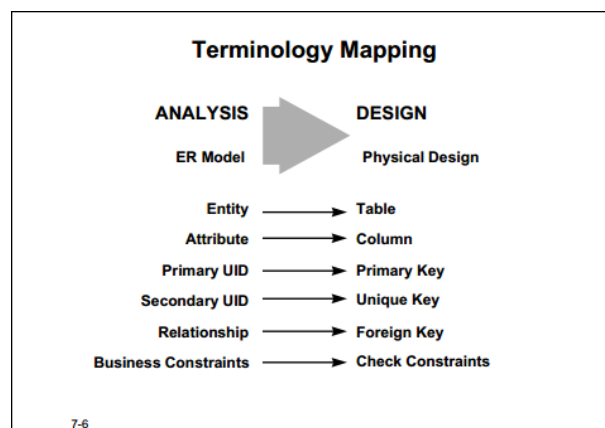 Terminology Mapping
ANALYSIS DESIGN
ER Model Physical Design
Entity Table
Attribute Column
Primary UID Primary Key
Secondary UID Unique Key
Relationship Foreign Key
Business Constraints Check Constraints
7-6